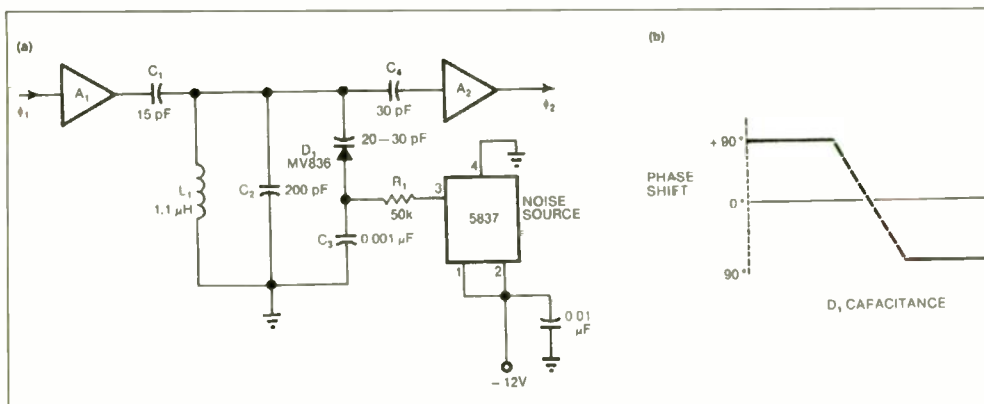 (a)
C₁
15 pF
A₁
ϕ₁
C₄
30 pF
A₂
ϕ₂
L₁
1.1 µH
C₂
200 pF
D₁
MV836
20–30 pF
C₃
0.001 µF
R₁
50k
3
4
5837
1
2
NOISE
SOURCE
0.01
µF
– 12V
(b)
+ 90°
PHASE
SHIFT
0°
90°
D₁ CAFACITANCE